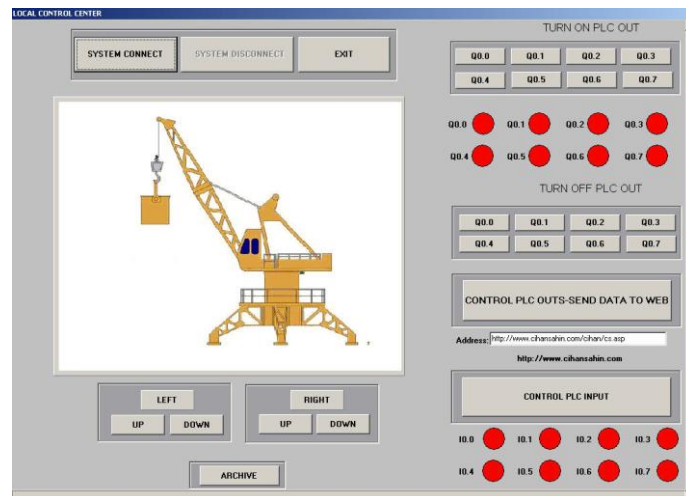 LOCAL CONTROL CENTER
SYSTEM CONNECT SYSTEM DISCONNECT EXIT
TURN ON PLC OUT
Q0.0 Q0.1 Q0.2 Q0.3
Q0.4 Q0.5 Q0.6 Q0.7
Q0.0 Q0.1 Q0.2 Q0.3
Q0.4 Q0.5 Q0.6 Q0.7
TURN OFF PLC OUT
Q0.0 Q0.1 Q0.2 Q0.3
Q0.4 Q0.5 Q0.6 Q0.7
CONTROL PLC OUTS-SEND DATA TO WEB
Address: http://www.cihansahin.com/cihan/cs.asp
http://www.cihansahin.com
CONTROL PLC INPUT
I0.0 I0.1 I0.2 I0.3
I0.4 I0.5 I0.6 I0.7
LEFT
UP DOWN
RIGHT
UP DOWN
ARCHIVE